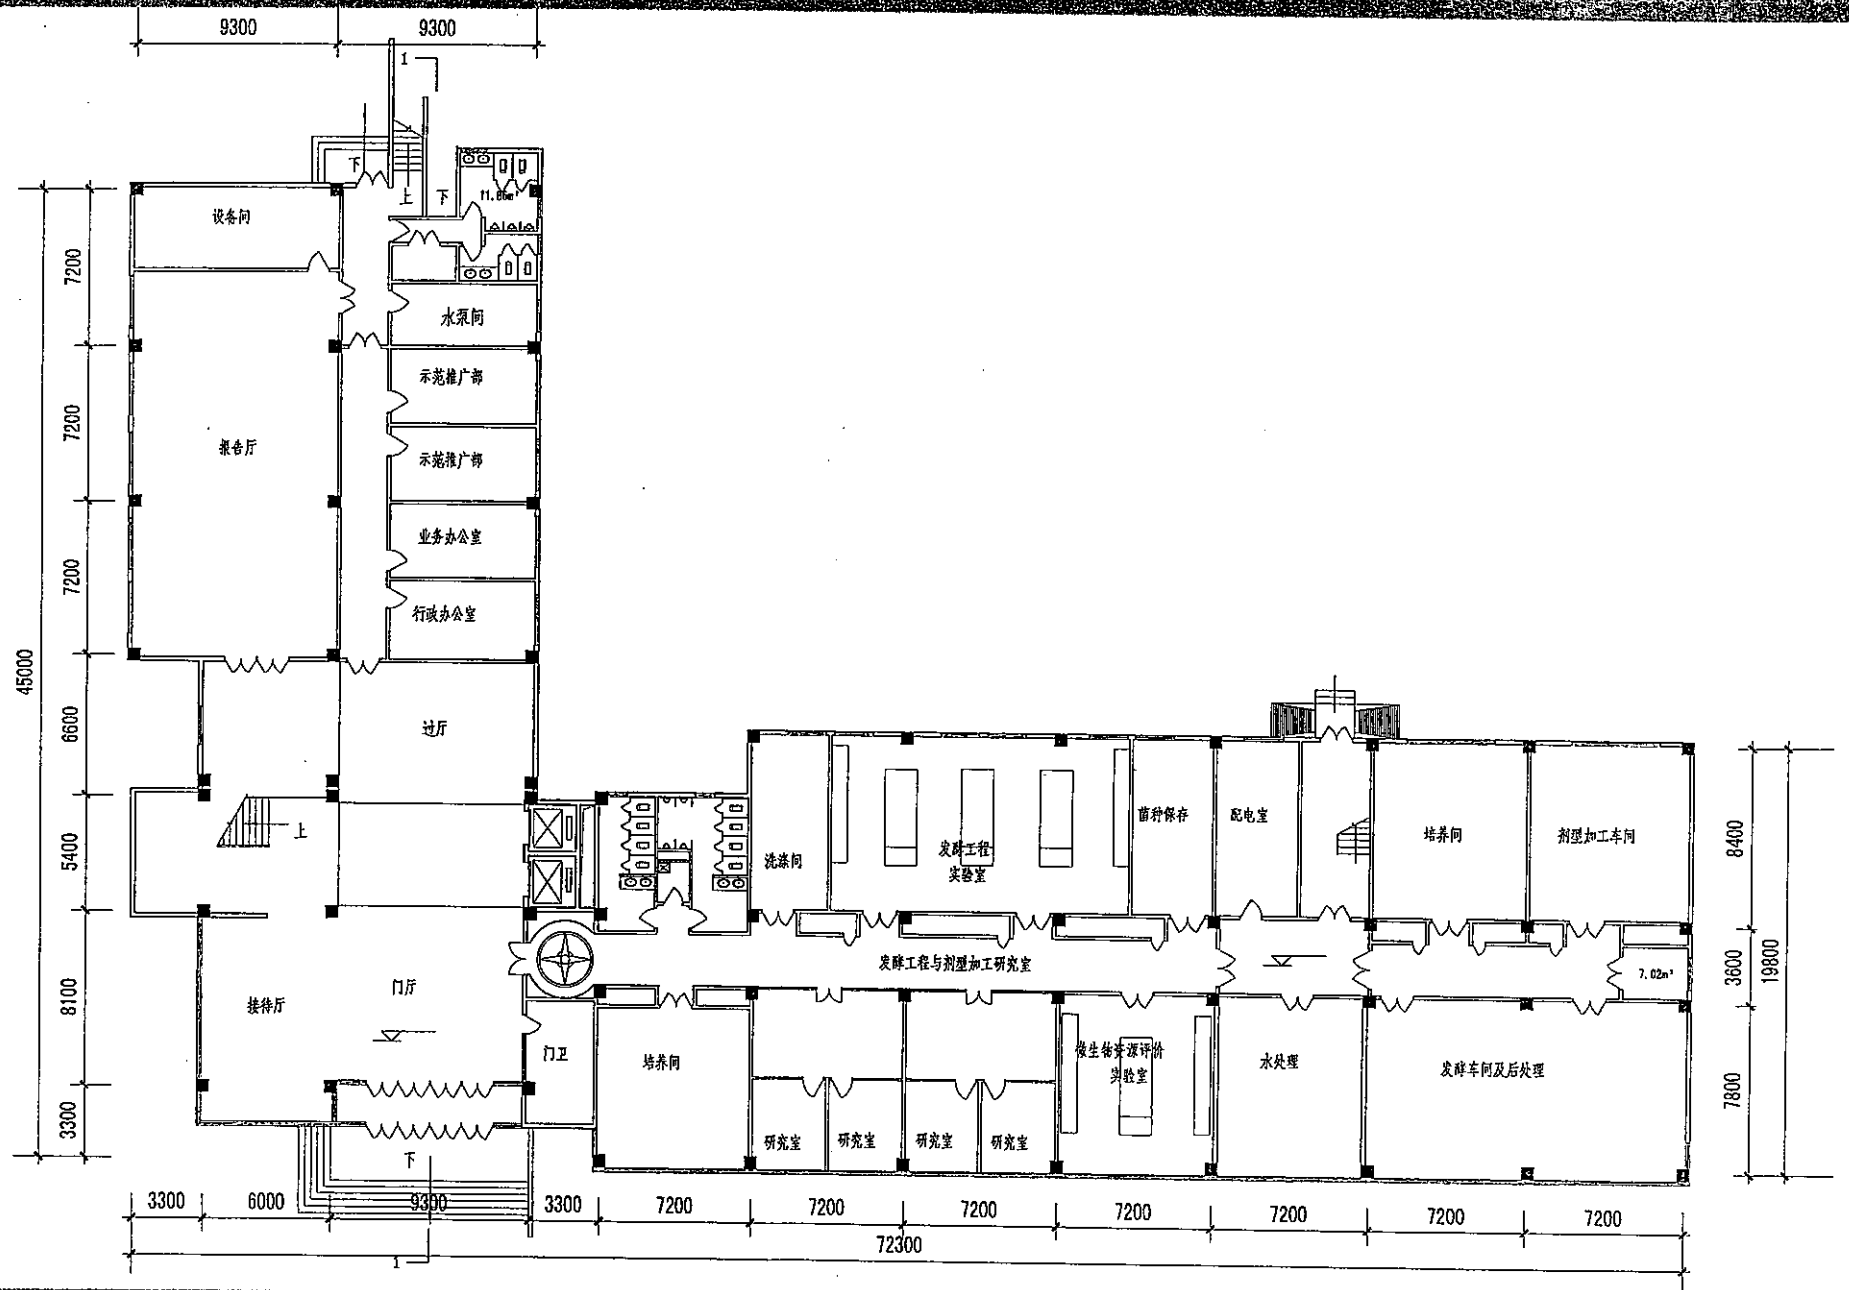 9300 9300
1
下
上 下 11.86m²
设备间
7200
水泵间
示范推广部
7200
报告厅
示范推广部
业务办公室
7200
行政办公室
45000
6600
过厅
上
5400
洗涤间
发酵工程
实验室
菌种保存
配电室
培养间
剂型加工车间
8400
发酵工程与剂型加工研究室
7.02m²
3600
19800
8100
接待厅
门厅
门卫
培养间
微生物资源评价
实验室
水处理
发酵车间及后处理
7800
3300
研究室 研究室 研究室 研究室
下
3300 6000 9300 3300 7200 7200 7200 7200 7200 7200 7200
72300
1